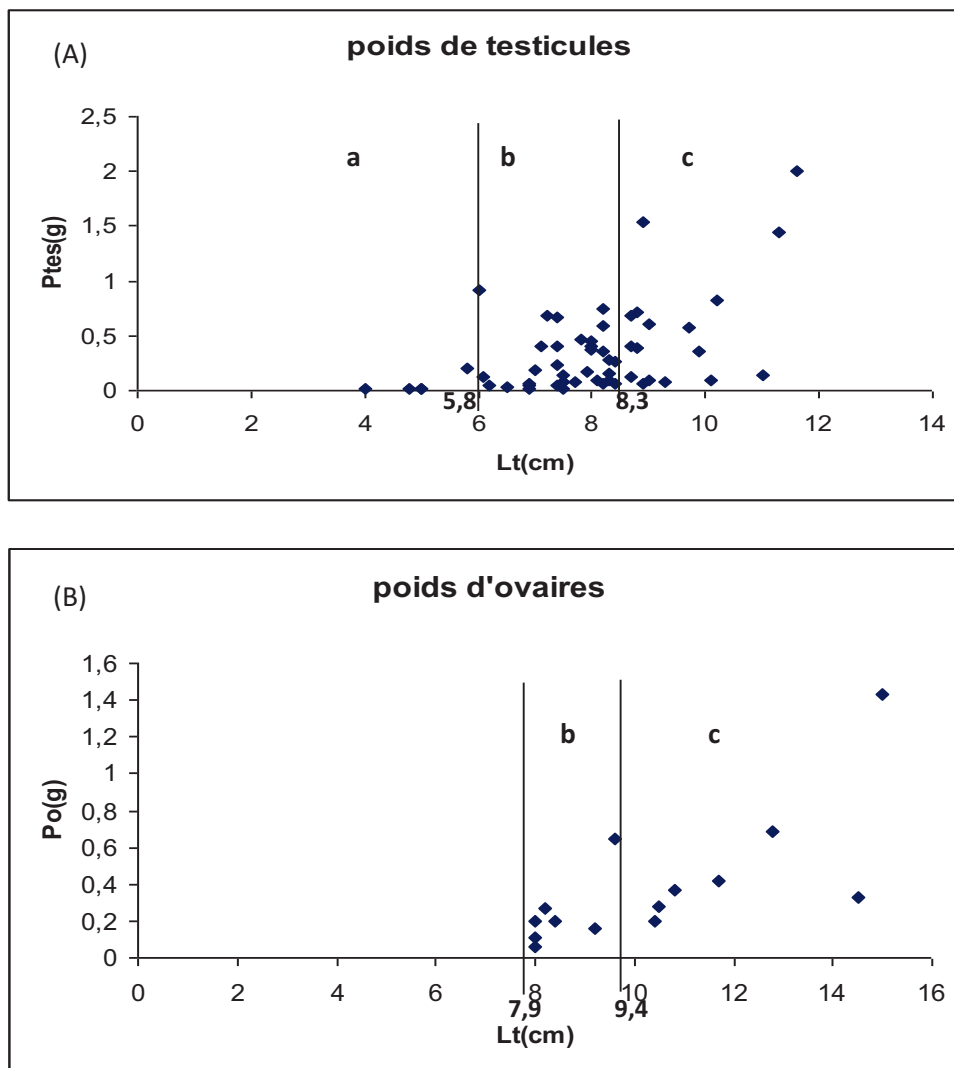 (A)
poids de testicules
2,5
2
1,5
1
0,5
0
Ptes(g)
a
b
c
5,8
8,3
0 2 4 6 8 10 12 14
Lt(cm)
(B)
poids d'ovaires
1,6
1,4
1,2
1
0,8
0,6
0,4
0,2
0
Po(g)
b
c
0 2 4 6 8 10 12 14 16
7,9
9,4
Lt(cm)